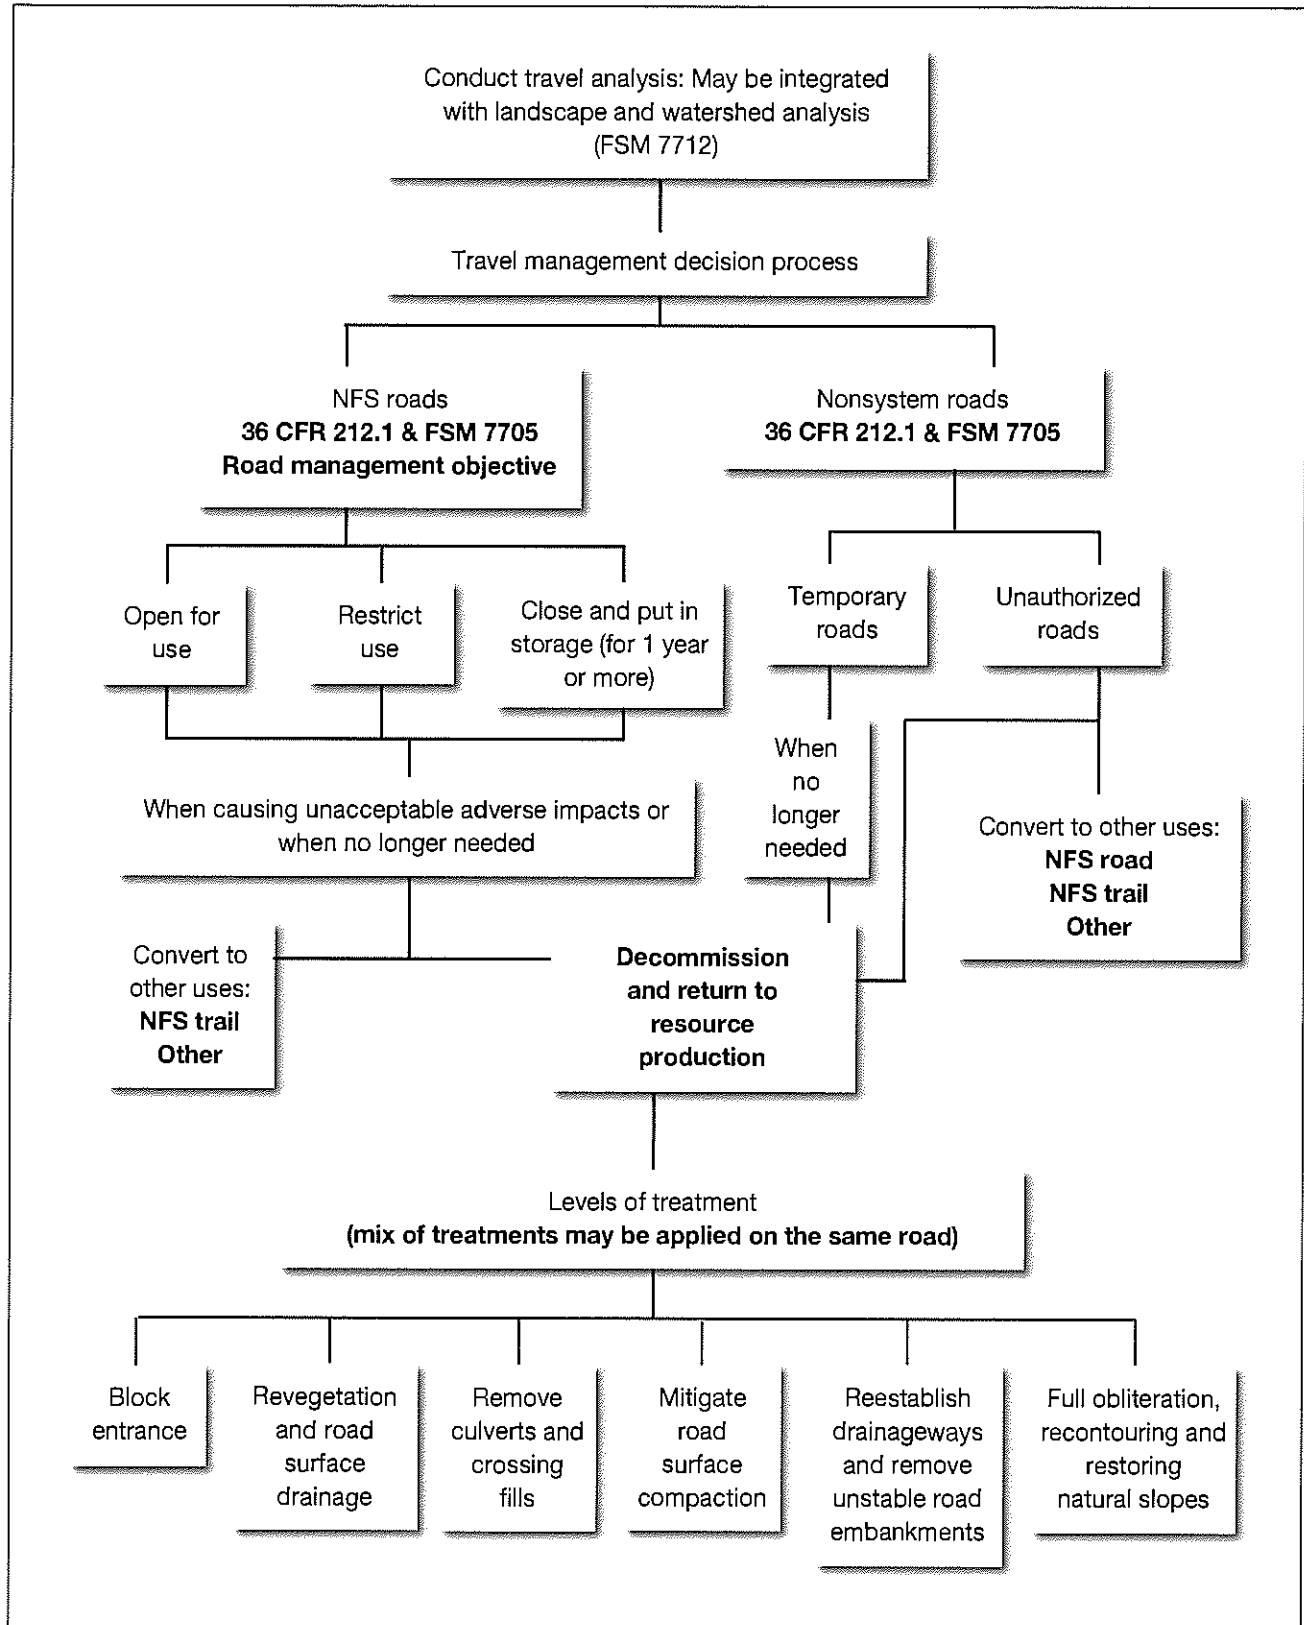 Conduct travel analysis: May be integrated
with landscape and watershed analysis
(FSM 7712)
Travel management decision process
NFS roads
36 CFR 212.1 & FSM 7705
Road management objective
Nonsystem roads
36 CFR 212.1 & FSM 7705
Open for
use
Restrict
use
Close and put in
storage (for 1 year
or more)
Temporary
roads
Unauthorized
roads
When causing unacceptable adverse impacts or
when no longer needed
When
no
longer
needed
Convert to other uses:
NFS road
NFS trail
Other
Convert to
other uses:
NFS trail
Other
Decommission
and return to
resource
production
Levels of treatment
(mix of treatments may be applied on the same road)
Block
entrance
Revegetation
and road
surface
drainage
Remove
culverts and
crossing
fills
Mitigate
road
surface
compaction
Reestablish
drainageways
and remove
unstable road
embankments
Full obliteration,
recontouring and
restoring
natural slopes